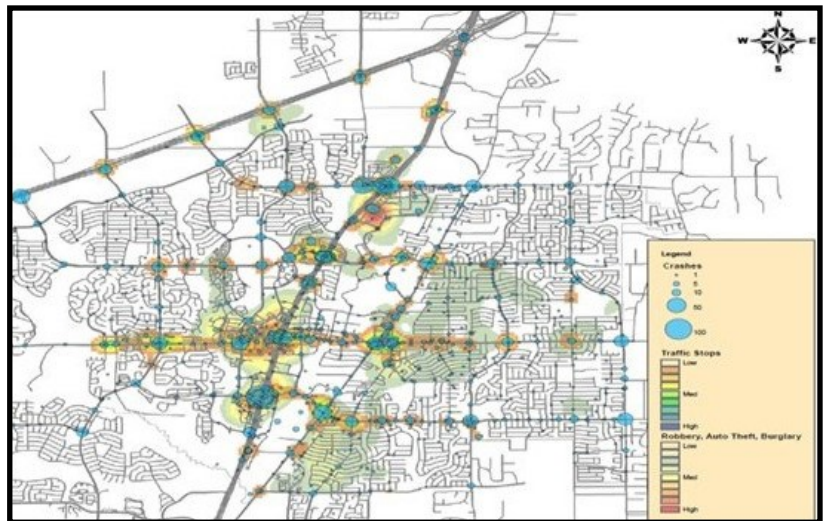 N
W E
S
Legend
Crashes
1
5
10
50
100
Traffic Stops
Low
Med
High
Robbery, Auto Theft, Burglary
Low
Med
High